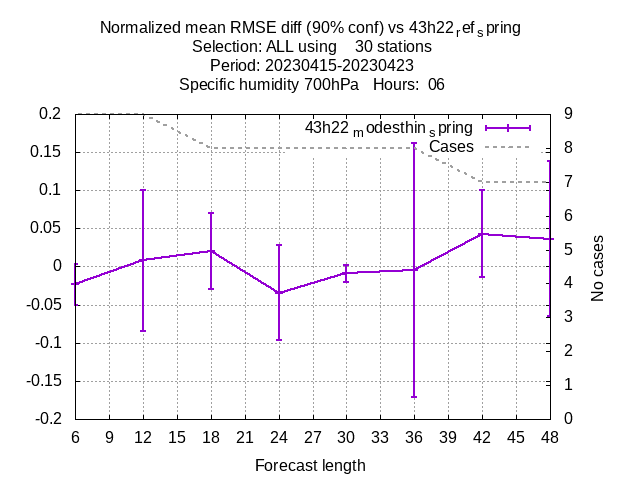 Normalized mean RMSE diff (90% conf) vs 43h22ᵣefₛpring
Selection: ALL using 30 stations
Period: 20230415-20230423
Specific humidity 700hPa Hours: 06
43h22ₘodesthinₛpring
Cases
0.2
0.15
0.1
0.05
0
-0.05
-0.1
-0.15
-0.2
9
8
7
6
5
4
3
2
1
0
No cases
6 9 12 15 18 21 24 27 30 33 36 39 42 45 48
Forecast length